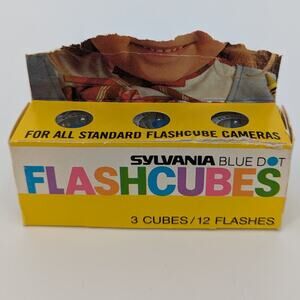 FOR ALL STANDARD FLASHCUBE CAMERAS
SYLVANIA BLUE DOT
FLASHCUBES
3 CUBES/12 FLASHES